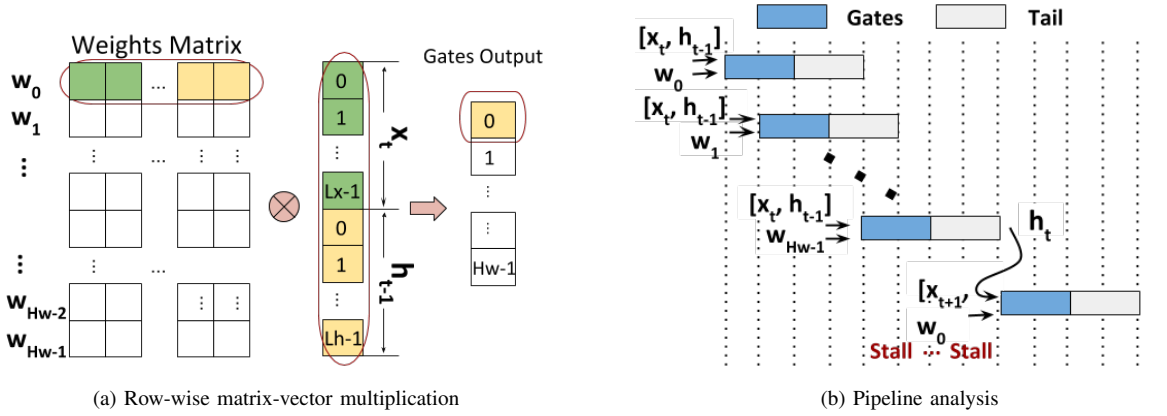 Weights Matrix
Gates Output
w0
w1
...
...
wHw-2
wHw-1
...
...
...
0
1
Lx-1
0
1
Lh-1
xt
ht-1
0
1
Hw-1
(a) Row-wise matrix-vector multiplication
Gates
Tail
[xt, ht-1]
w0
[xt, ht-1]
w1
[xt, ht-1]
wHw-1
ht
[xt+1,
w0
Stall ... Stall
(b) Pipeline analysis